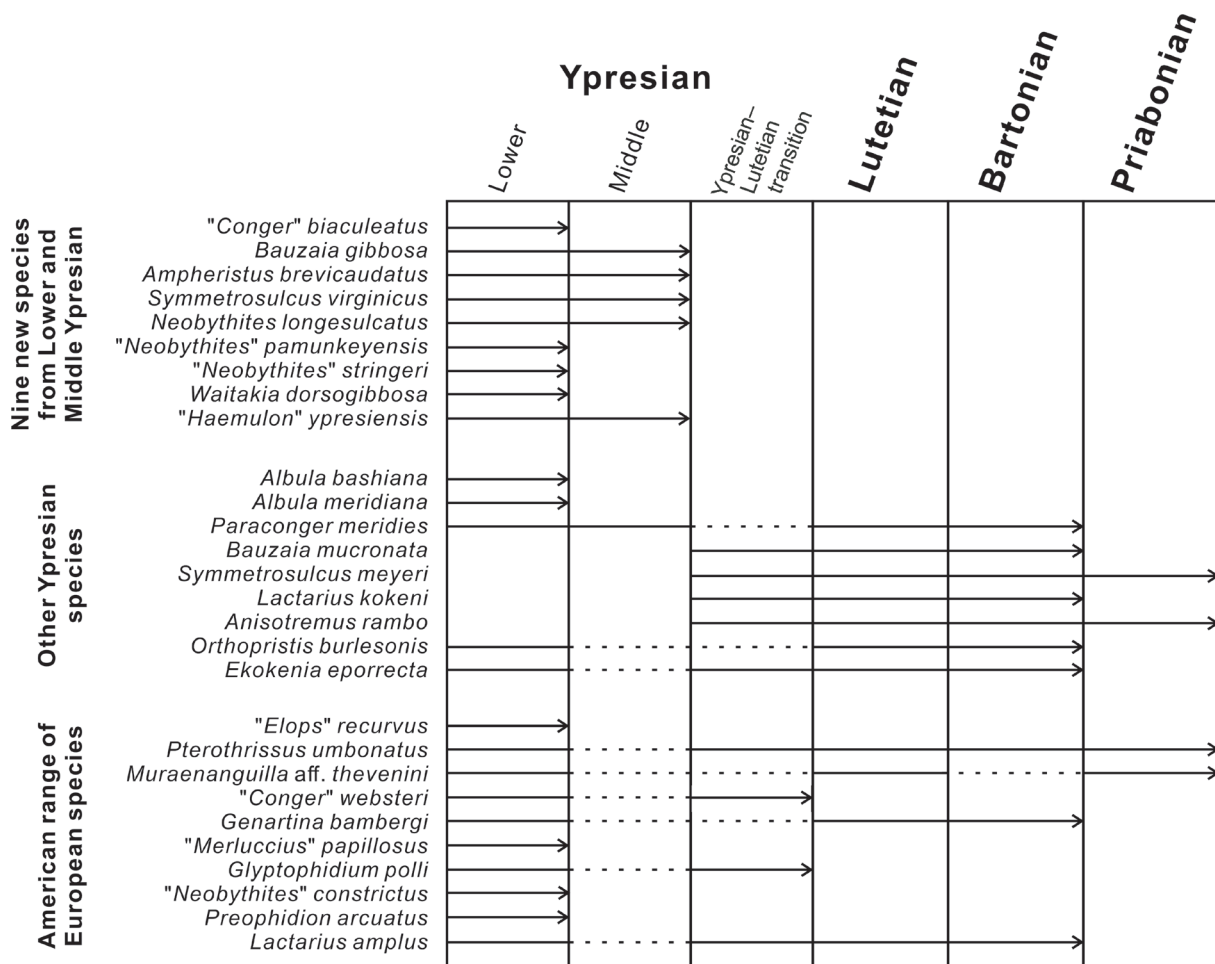 Ypresian
Lower
Middle
Ypresian–
Lutetian
transition
Lutetian
Bartonian
Priabonian
Nine new species
from Lower and
Middle Ypresian
"Conger" biaculeatus
Bauzaia gibbosa
Ampheristus brevicaudatus
Symmetrosulcus virginicus
Neobythites longesulcatus
"Neobythites" pamunkeyensis
"Neobythites" stringeri
Waitakia dorsogibbosa
"Haemulon" ypresiensis
Other Ypresian
species
Albula bashiana
Albula meridiana
Paraconger meridies
Bauzaia mucronata
Symmetrosulcus meyeri
Lactarius kokeni
Anisotremus rambo
Orthopristis burlesonis
Ekokenia eporrecta
American range of
European species
"Elops" recurvus
Pterothrissus umbonatus
Muraenanguilla aff. thevenini
"Conger" websteri
Genartina bambergi
"Merluccius" papillosus
Glyptophidium polli
"Neobythites" constrictus
Preophidion arcuatus
Lactarius amplus